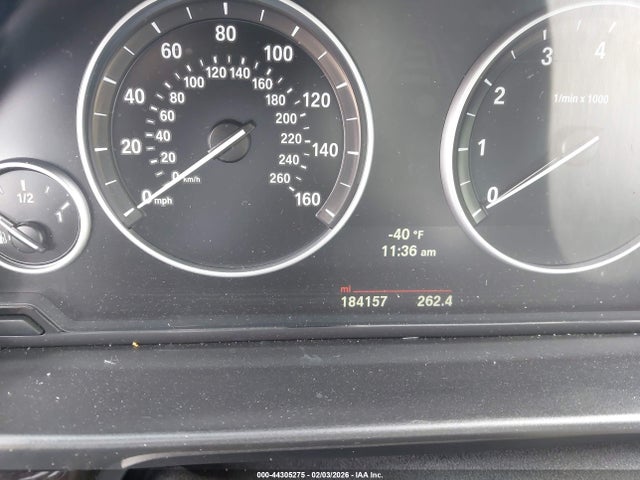 80
60 100
120 140
100 160
40 80 180 120
60 200
20 40 220 140
20 240
0 260
0 km/h 160
mph
1/2
4
3
2 1/min x 1000
1
0
-40 °F
11:36 am
mi
184157 262.4
000-44305275 - 02/03/2026 - IAA Inc.